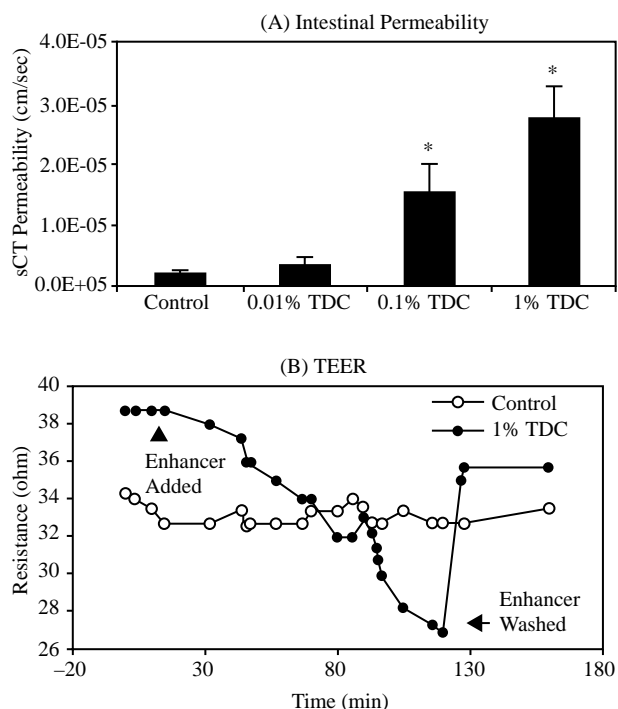 (A) Intestinal Permeability
sCT Permeability (cm/sec)
4.0E-05
3.0E-05
2.0E-05
1.0E-05
0.0E+05
*
*
Control
0.01% TDC
0.1% TDC
1% TDC
(B) TEER
Resistance (ohm)
40
38
36
34
32
30
28
26
Control
1% TDC
Enhancer
Added
Enhancer
Washed
–20
30
80
130
180
Time (min)